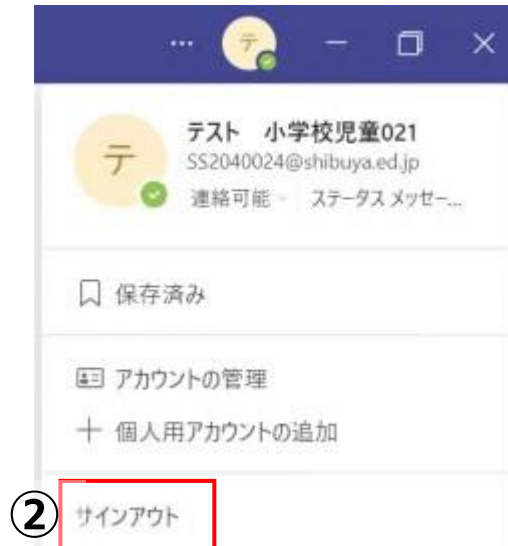 … テ
テスト 小学校児童021
テ
SS2040024@shibuya.ed.jp
連絡可能 ステータス メッセー...
保存済み
アカウントの管理
+ 個人用アカウントの追加
② サインアウト